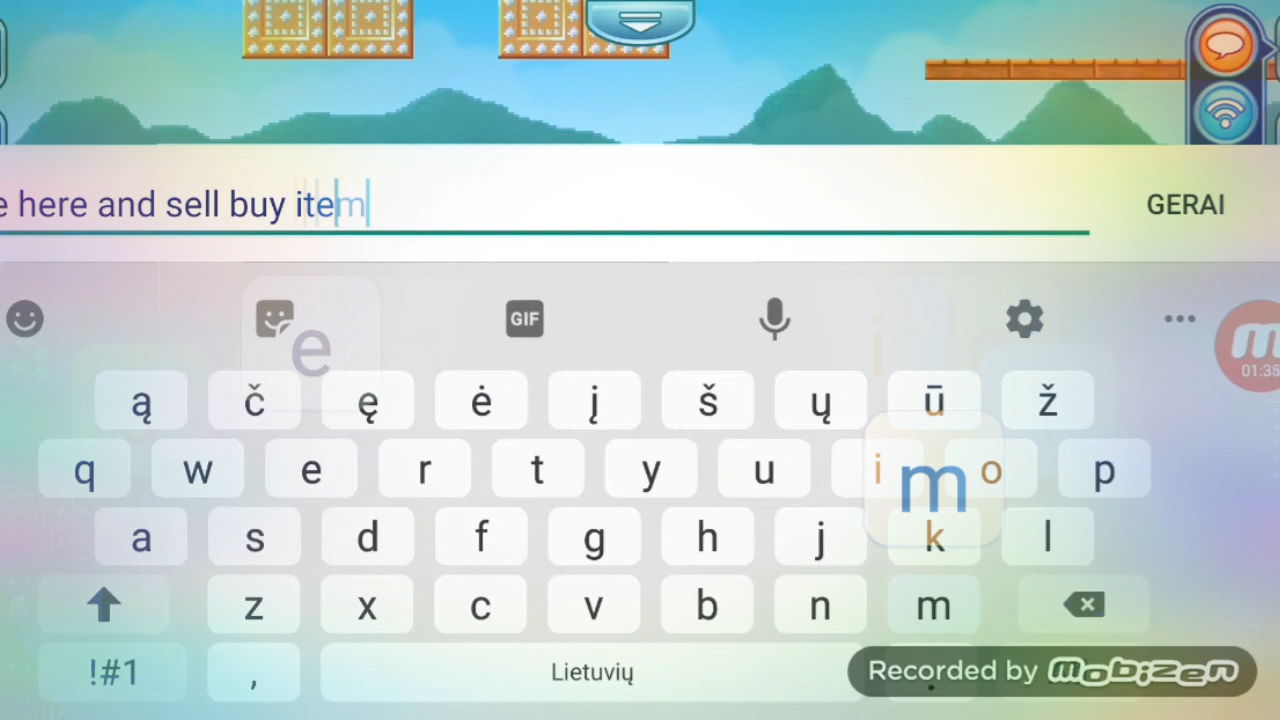 e here and sell buy item
GERAI
GIF
e
i
01:35
ą č ę ė į š ų ū ž
q w e r t y u i o p
m
a s d f g h j k l
z x c v b n m
!#1 , Lietuvių .
Recorded by mobizen